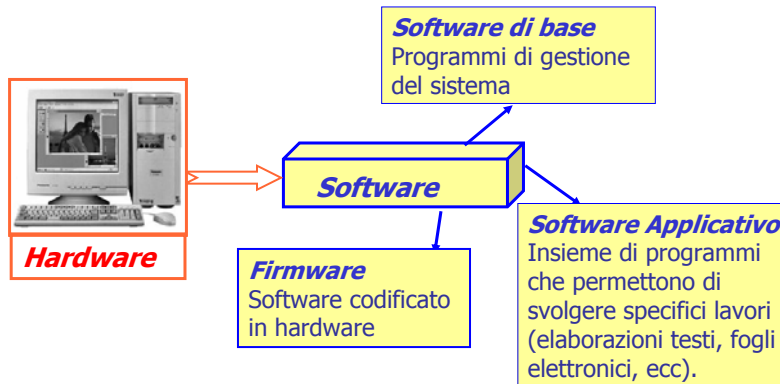 Software di base
Programmi di gestione
del sistema
Software
Hardware
Firmware
Software codificato
in hardware
Software Applicativo
Insieme di programmi
che permettono di
svolgere specifici lavori
(elaborazioni testi, fogli
elettronici, ecc).